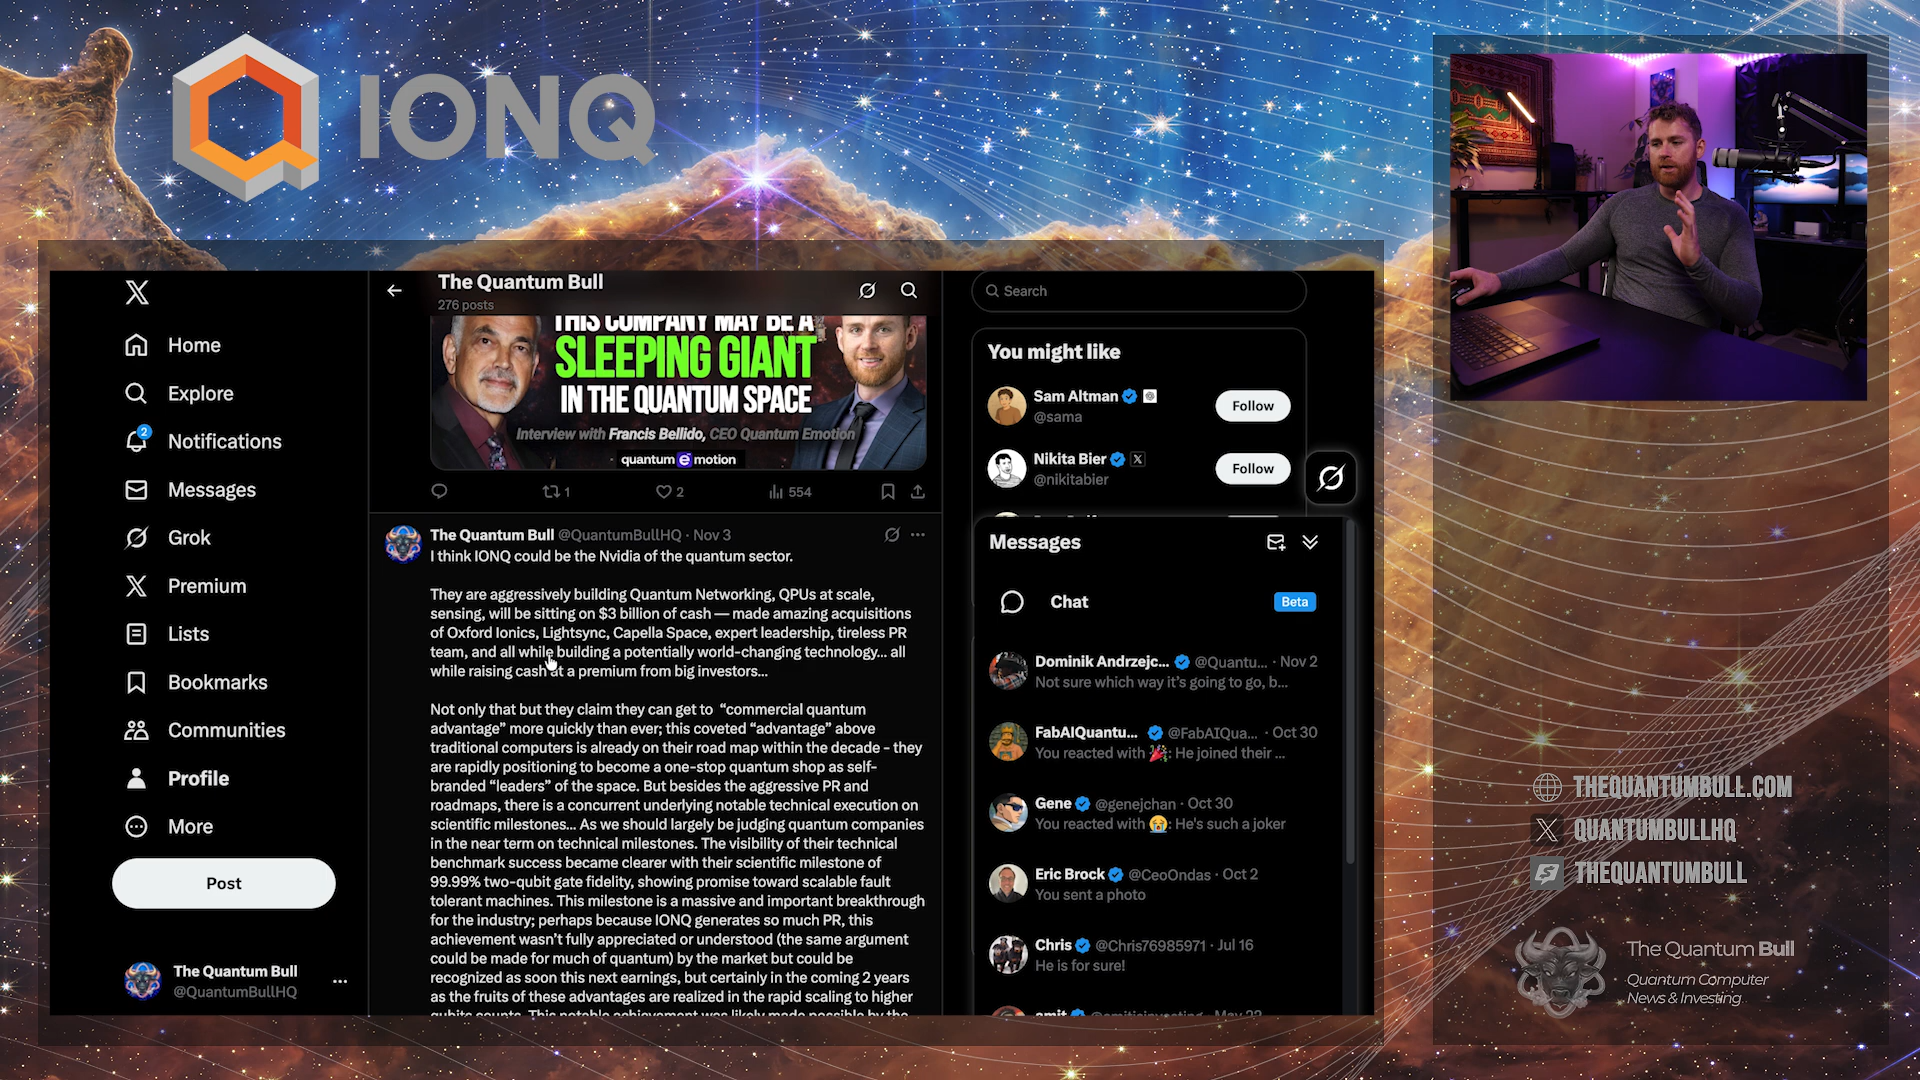 IONQ
X
Home
Explore
2
Notifications
Messages
Grok
Premium
Lists
Bookmarks
Communities
Profile
More
Post
The Quantum Bull
@QuantumBullHQ
The Quantum Bull
276 posts
THIS COMPANY MAY BE A
SLEEPING GIANT
IN THE QUANTUM SPACE
Interview with Francis Bellido, CEO Quantum Emotion
quantum e motion
1
2
554
The Quantum Bull @QuantumBullHQ · Nov 3
I think IONQ could be the Nvidia of the quantum sector.
They are aggressively building Quantum Networking, QPUs at scale,
sensing, will be sitting on $3 billion of cash — made amazing acquisitions
of Oxford Ionics, Lightsync, Capella Space, expert leadership, tireless PR
team, and all while building a potentially world-changing technology... all
while raising cash at a premium from big investors...
Not only that but they claim they can get to “commercial quantum
advantage” more quickly than ever; this coveted “advantage” above
traditional computers is already on their road map within the decade - they
are rapidly positioning to become a one-stop quantum shop as self-
branded “leaders” of the space. But besides the aggressive PR and
roadmaps, there is a concurrent underlying notable technical execution on
scientific milestones... As we should largely be judging quantum companies
in the near term on technical milestones. The visibility of their technical
benchmark success became clearer with their scientific milestone of
99.99% two-qubit gate fidelity, showing promise toward scalable fault
tolerant machines. This milestone is a massive and important breakthrough
for the industry; perhaps because IONQ generates so much PR, this
achievement wasn’t fully appreciated or understood (the same argument
could be made for much of quantum) by the market but could be
recognized as soon this next earnings, but certainly in the coming 2 years
as the fruits of these advantages are realized in the rapid scaling to higher
qubits counts. This notable achievement was likely made possible by the
Search
You might like
Sam Altman
@sama
Follow
Nikita Bier X
@nikitabier
Follow
Messages
Chat
Beta
Dominik Andrzejc... @Quantu... · Nov 2
Not sure which way it’s going to go, b...
FabAIQuantu... @FabAIQua... · Oct 30
You reacted with 🎉: He joined their ...
Gene @genejchan · Oct 30
You reacted with 😭: He's such a joker
Eric Brock @CeoOndas · Oct 2
You sent a photo
Chris @Chris76985971 · Jul 16
He is for sure!
THEQUANTUMBULL.COM
QUANTUMBULLHQ
THEQUANTUMBULL
The Quantum Bull
Quantum Computer
News & Investing